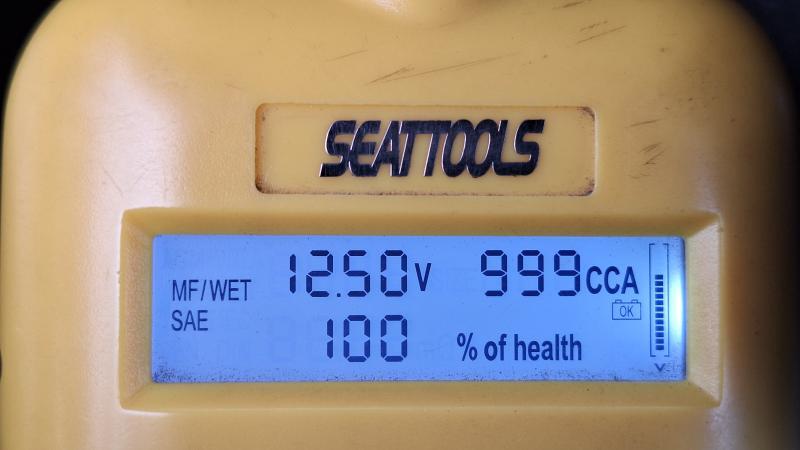 SEATTOOLS
MF/WET 12.50V 999CCA
SAE OK
100 % of health
V